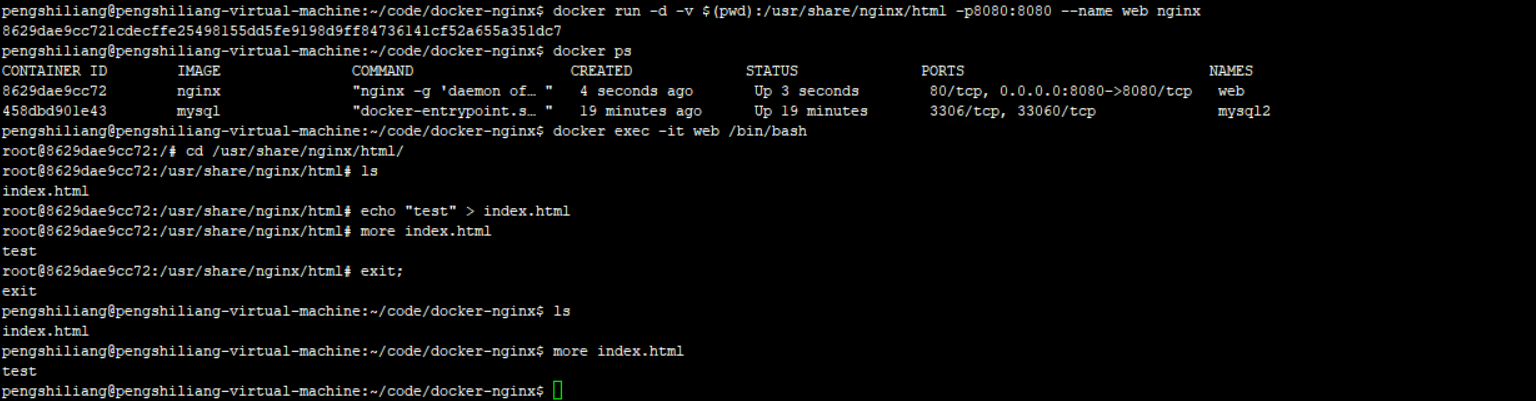 pengshiliang@pengshiliang-virtual-machine:~/code/docker-nginx$ docker run -d -v $(pwd):/usr/share/nginx/html -p8080:8080 --name web nginx
8629dae9cc721cdecffe25498155dd5fe9198d9ff84736141cf52a655a351dc7
pengshiliang@pengshiliang-virtual-machine:~/code/docker-nginx$ docker ps
CONTAINER ID IMAGE COMMAND CREATED STATUS PORTS NAMES
8629dae9cc72 nginx "nginx -g 'daemon of… " 4 seconds ago Up 3 seconds 80/tcp, 0.0.0.0:8080->8080/tcp web
458dbd901e43 mysql "docker-entrypoint.s… " 19 minutes ago Up 19 minutes 3306/tcp, 33060/tcp mysql2
pengshiliang@pengshiliang-virtual-machine:~/code/docker-nginx$ docker exec -it web /bin/bash
root@8629dae9cc72:/# cd /usr/share/nginx/html/
root@8629dae9cc72:/usr/share/nginx/html# ls
index.html
root@8629dae9cc72:/usr/share/nginx/html# echo "test" > index.html
root@8629dae9cc72:/usr/share/nginx/html# more index.html
test
root@8629dae9cc72:/usr/share/nginx/html# exit;
exit
pengshiliang@pengshiliang-virtual-machine:~/code/docker-nginx$ ls
index.html
pengshiliang@pengshiliang-virtual-machine:~/code/docker-nginx$ more index.html
test
pengshiliang@pengshiliang-virtual-machine:~/code/docker-nginx$